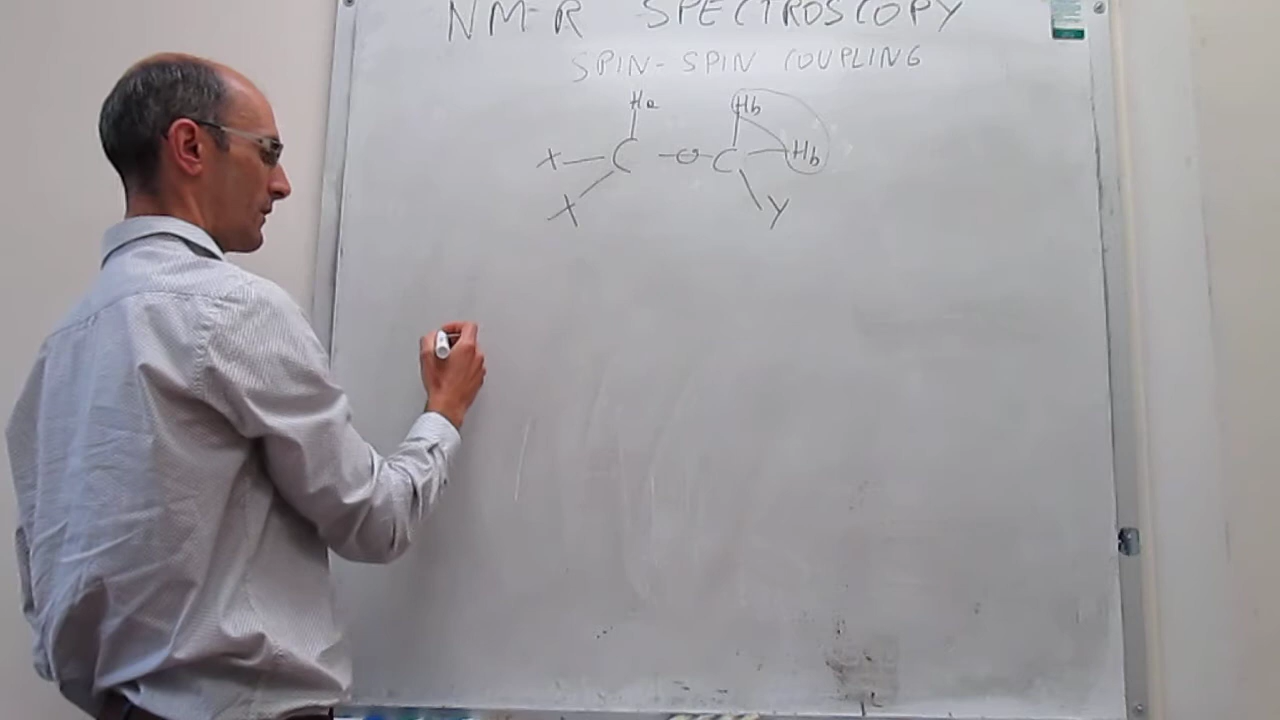 NMR SPECTROSCOPY
SPIN-SPIN COUPLING
Ha Hb
X C O C Hb
X Y